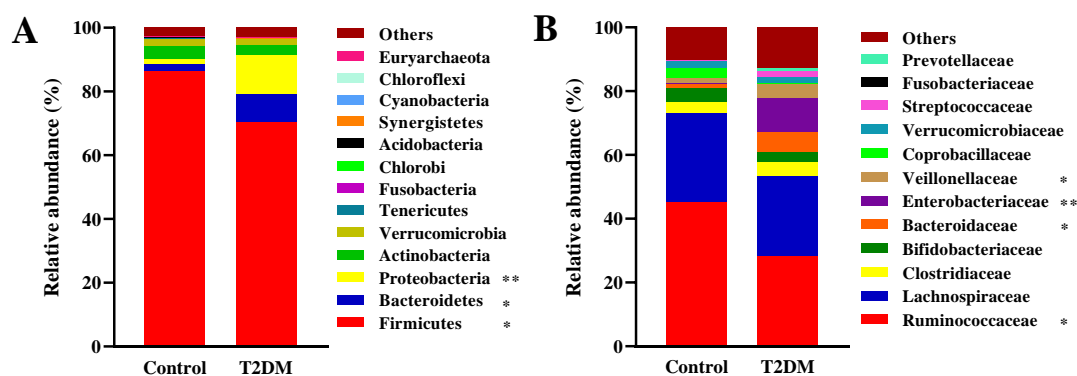 A
Relative abundance (%)
100
80
60
40
20
0
Control T2DM
Others
Euryarchaeota
Chloroflexi
Cyanobacteria
Synergistetes
Acidobacteria
Chlorobi
Fusobacteria
Tenericutes
Verrucomicrobia
Actinobacteria
Proteobacteria **
Bacteroidetes *
Firmicutes *
B
Relative abundance (%)
100
80
60
40
20
0
Control T2DM
Others
Prevotellaceae
Fusobacteriaceae
Streptococcaceae
Verrucomicrobiaceae
Coprobacillaceae
Veillonellaceae *
Enterobacteriaceae **
Bacteroidaceae *
Bifidobacteriaceae
Clostridiaceae
Lachnospiraceae
Ruminococcaceae *